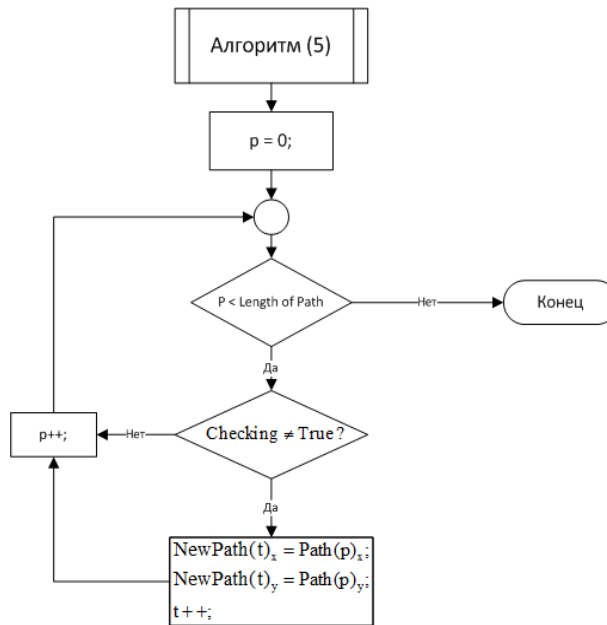 Алгоритм (5)
p = 0;
P < Length of Path
Нет
Конец
Да
Checking ≠ True ?
Нет
p++;
Да
NewPath(t)ₓ = Path(p)ₓ;
NewPath(t)ᵧ = Path(p)ᵧ;
t++;